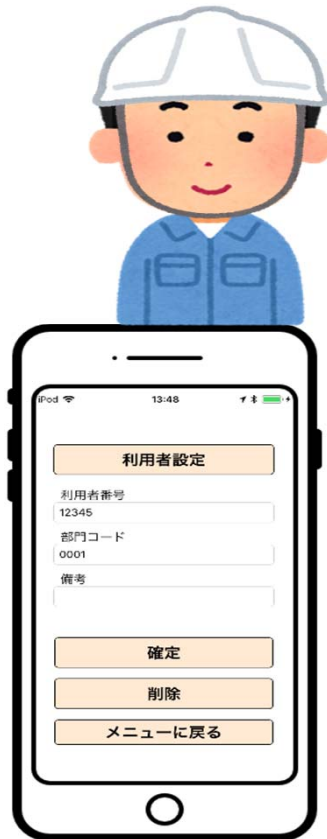 iPod 13:48
利用者設定
利用者番号
12345
部門コード
0001
備考
確定
削除
メニューに戻る